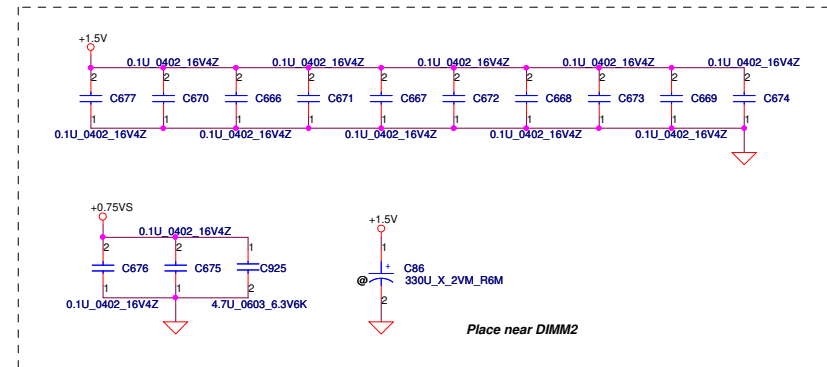 +1.5V
0.1U_0402_16V4Z 0.1U_0402_16V4Z 0.1U_0402_16V4Z 0.1U_0402_16V4Z 0.1U_0402_16V4Z
2 2 2 2 2 2 2 2 2 2
C677 C670 C666 C671 C667 C672 C668 C673 C669 C674
1 1 1 1 1 1 1 1 1 1
0.1U_0402_16V4Z 0.1U_0402_16V4Z 0.1U_0402_16V4Z 0.1U_0402_16V4Z 0.1U_0402_16V4Z
+0.75VS
0.1U_0402_16V4Z
2 2 1
C676 C675 C925
1 1 2
0.1U_0402_16V4Z 4.7U_0603_6.3V6K
+1.5V
1
+ C86
@ 330U_X_2VM_R6M
2
Place near DIMM2